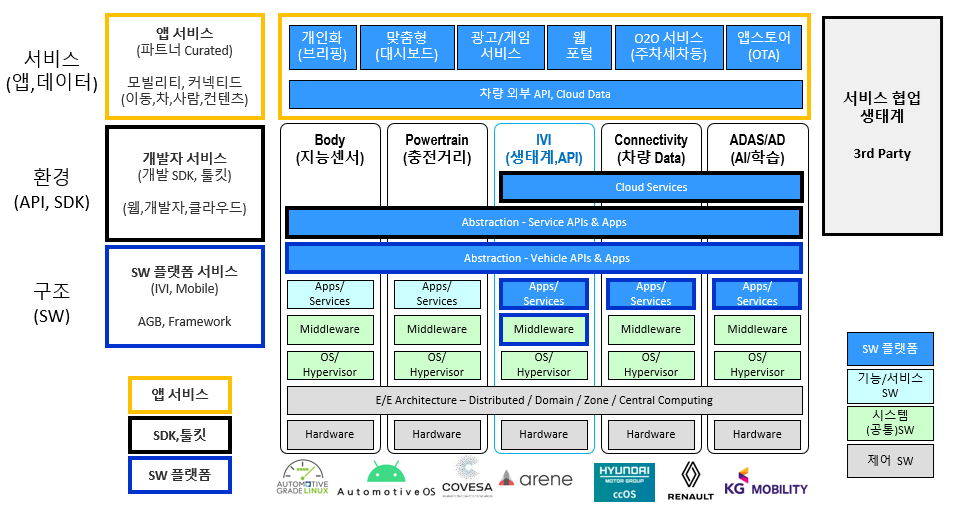 서비스
(앱,데이터)
앱 서비스
(파트너 Curated)
모빌리티, 커넥티드
(이동,차,사람,컨텐츠)
개인화
(브리핑)
맞춤형
(대시보드)
광고/게임
서비스
웹
포털
O2O 서비스
(주차세차등)
앱스토어
(OTA)
차량 외부 API, Cloud Data
서비스 협업
생태계
3rd Party
환경
(API, SDK)
개발자 서비스
(개발 SDK, 툴킷)
(웹,개발자,클라우드)
Body
(지능센서)
Powertrain
(충전거리)
IVI
(생태계,API)
Connectivity
(차량 Data)
ADAS/AD
(AI/학습)
Cloud Services
Abstraction - Service APIs & Apps
Abstraction - Vehicle APIs & Apps
구조
(SW)
SW 플랫폼 서비스
(IVI, Mobile)
AGB, Framework
Apps/
Services
Apps/
Services
Apps/
Services
Apps/
Services
Apps/
Services
Middleware
Middleware
Middleware
Middleware
Middleware
OS/
Hypervisor
OS/
Hypervisor
OS/
Hypervisor
OS/
Hypervisor
OS/
Hypervisor
E/E Architecture – Distributed / Domain / Zone / Central Computing
Hardware
Hardware
Hardware
Hardware
Hardware
앱 서비스
SDK,툴킷
SW 플랫폼
SW 플랫폼
기능/서비스
SW
시스템
(공통)SW
제어 SW
AUTOMOTIVE
GRADELINUX
Automotive OS
COVESA
arene
HYUNDAI
MOTOR GROUP
ccOS
RENAULT
KG MOBILITY